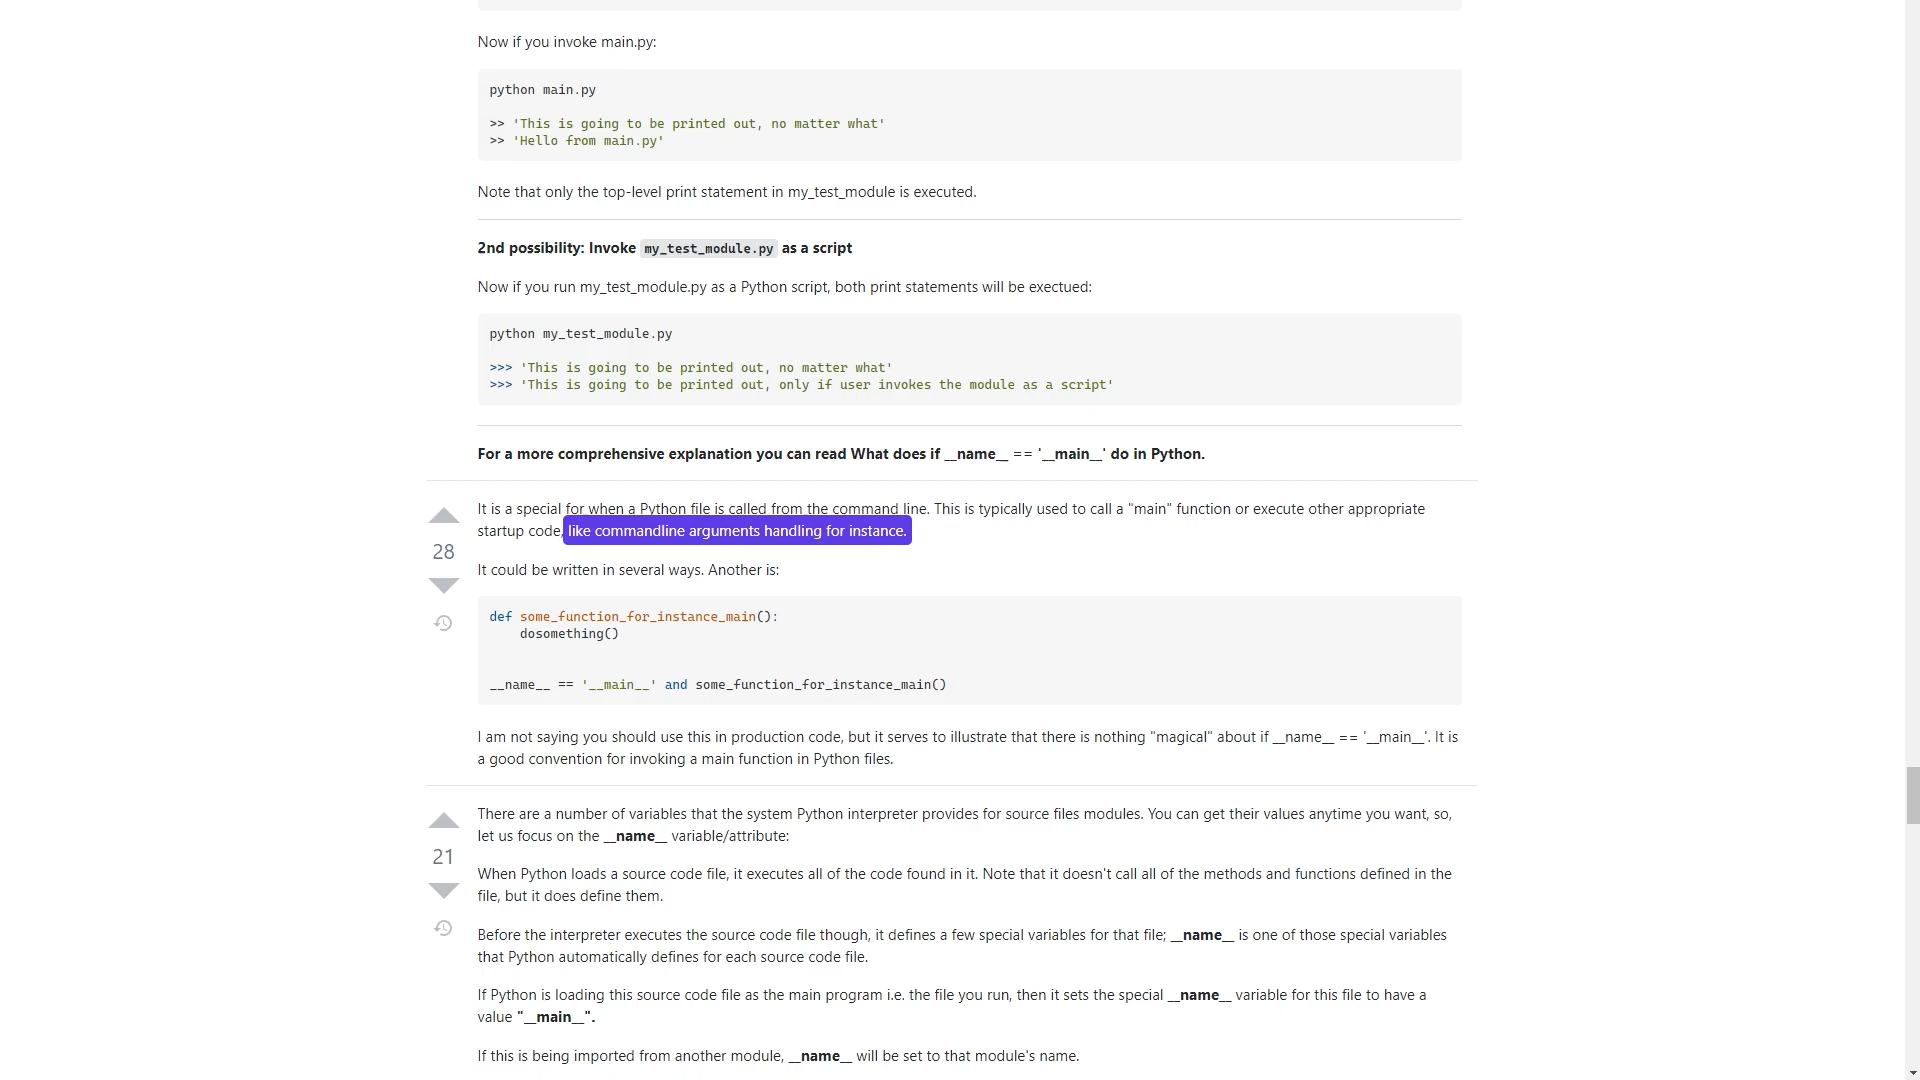 Now if you invoke main.py:
python main.py
>> 'This is going to be printed out, no matter what'
>> 'Hello from main.py'
Note that only the top-level print statement in my_test_module is executed.
2nd possibility: Invoke my_test_module.py as a script
Now if you run my_test_module.py as a Python script, both print statements will be exectued:
python my_test_module.py
>>> 'This is going to be printed out, no matter what'
>>> 'This is going to be printed out, only if user invokes the module as a script'
For a more comprehensive explanation you can read What does if __name__ == '__main__' do in Python.
It is a special for when a Python file is called from the command line. This is typically used to call a "main" function or execute other appropriate
startup code, like commandline arguments handling for instance.
28
It could be written in several ways. Another is:
def some_function_for_instance_main():
    dosomething()
__name__ == '__main__' and some_function_for_instance_main()
I am not saying you should use this in production code, but it serves to illustrate that there is nothing "magical" about if __name__ == '__main__'. It is
a good convention for invoking a main function in Python files.
There are a number of variables that the system Python interpreter provides for source files modules. You can get their values anytime you want, so,
let us focus on the __name__ variable/attribute:
21
When Python loads a source code file, it executes all of the code found in it. Note that it doesn't call all of the methods and functions defined in the
file, but it does define them.
Before the interpreter executes the source code file though, it defines a few special variables for that file; __name__ is one of those special variables
that Python automatically defines for each source code file.
If Python is loading this source code file as the main program i.e. the file you run, then it sets the special __name__ variable for this file to have a
value "__main__".
If this is being imported from another module, __name__ will be set to that module's name.